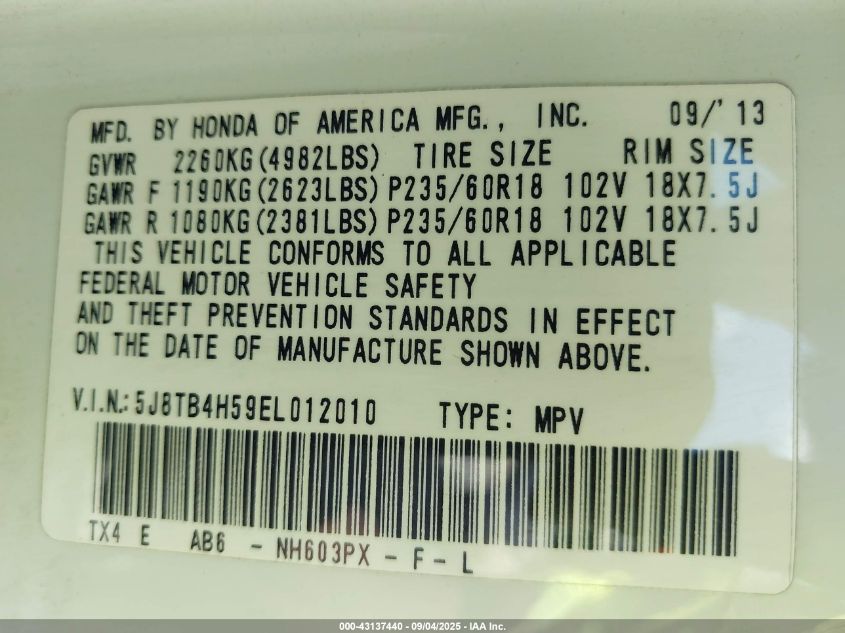 MFD. BY HONDA OF AMERICA MFG., INC. 09/'13
GVWR 2260KG(4982LBS) TIRE SIZE RIM SIZE
GAWR F 1190KG(2623LBS) P235/60R18 102V 18X7.5J
GAWR R 1080KG(2381LBS) P235/60R18 102V 18X7.5J
THIS VEHICLE CONFORMS TO ALL APPLICABLE
FEDERAL MOTOR VEHICLE SAFETY
AND THEFT PREVENTION STANDARDS IN EFFECT
ON THE DATE OF MANUFACTURE SHOWN ABOVE.
V.I.N.: 5J8TB4H59EL012010 TYPE: MPV
TX4 E AB6 - NH603PX - F - L
000-43137440 - 09/04/2025 - IAA Inc.